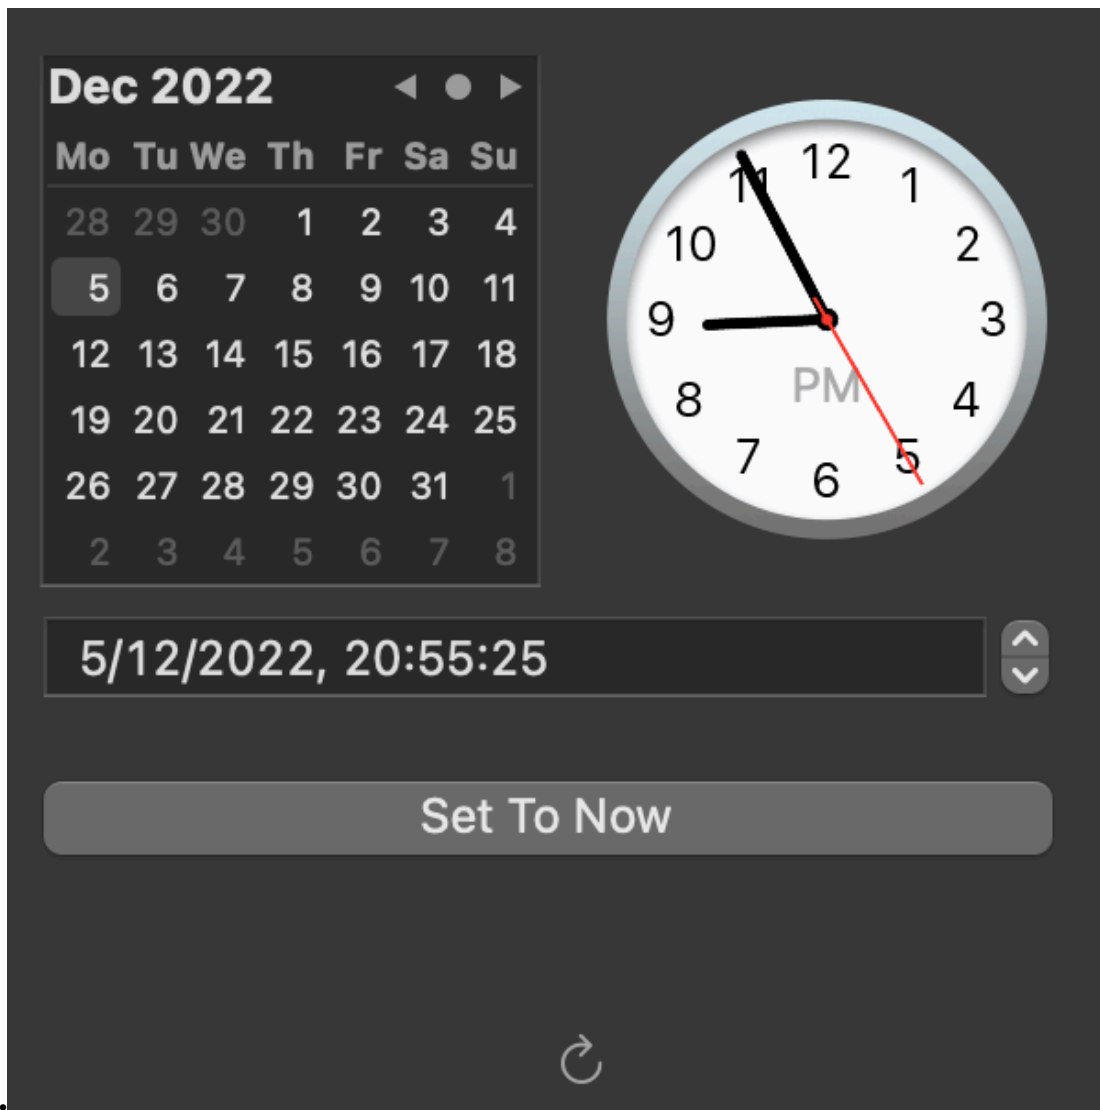 Dec 2022
Mo Tu We Th Fr Sa Su
28 29 30 1 2 3 4
5 6 7 8 9 10 11
12 13 14 15 16 17 18
19 20 21 22 23 24 25
26 27 28 29 30 31 1
2 3 4 5 6 7 8
12
11 1
10 2
9 3
PM
8 4
7 5
6
5/12/2022, 20:55:25
Set To Now